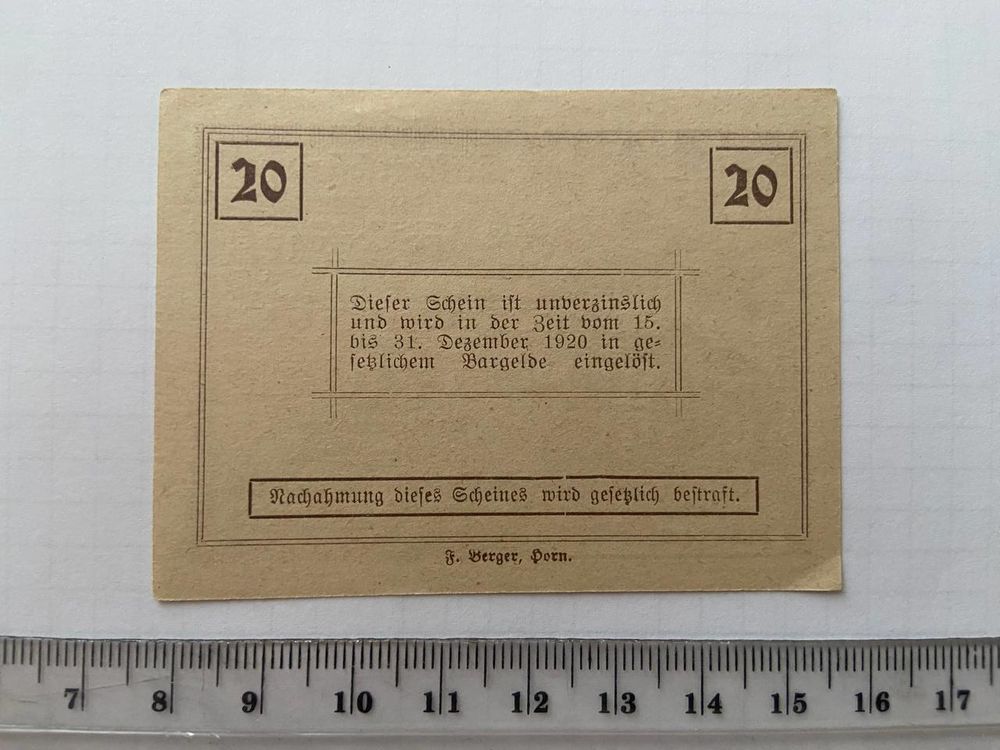 20
20
Dieser Schein ist unverzinslich
und wird in der Zeit vom 15.
bis 31. Dezember 1920 in ge-
setzlichem Bargelde eingelöst.
Nachahmung dieses Scheines wird gesetzlich bestraft.
F. Berger, Horn.
7 8 9 10 11 12 13 14 15 16 17